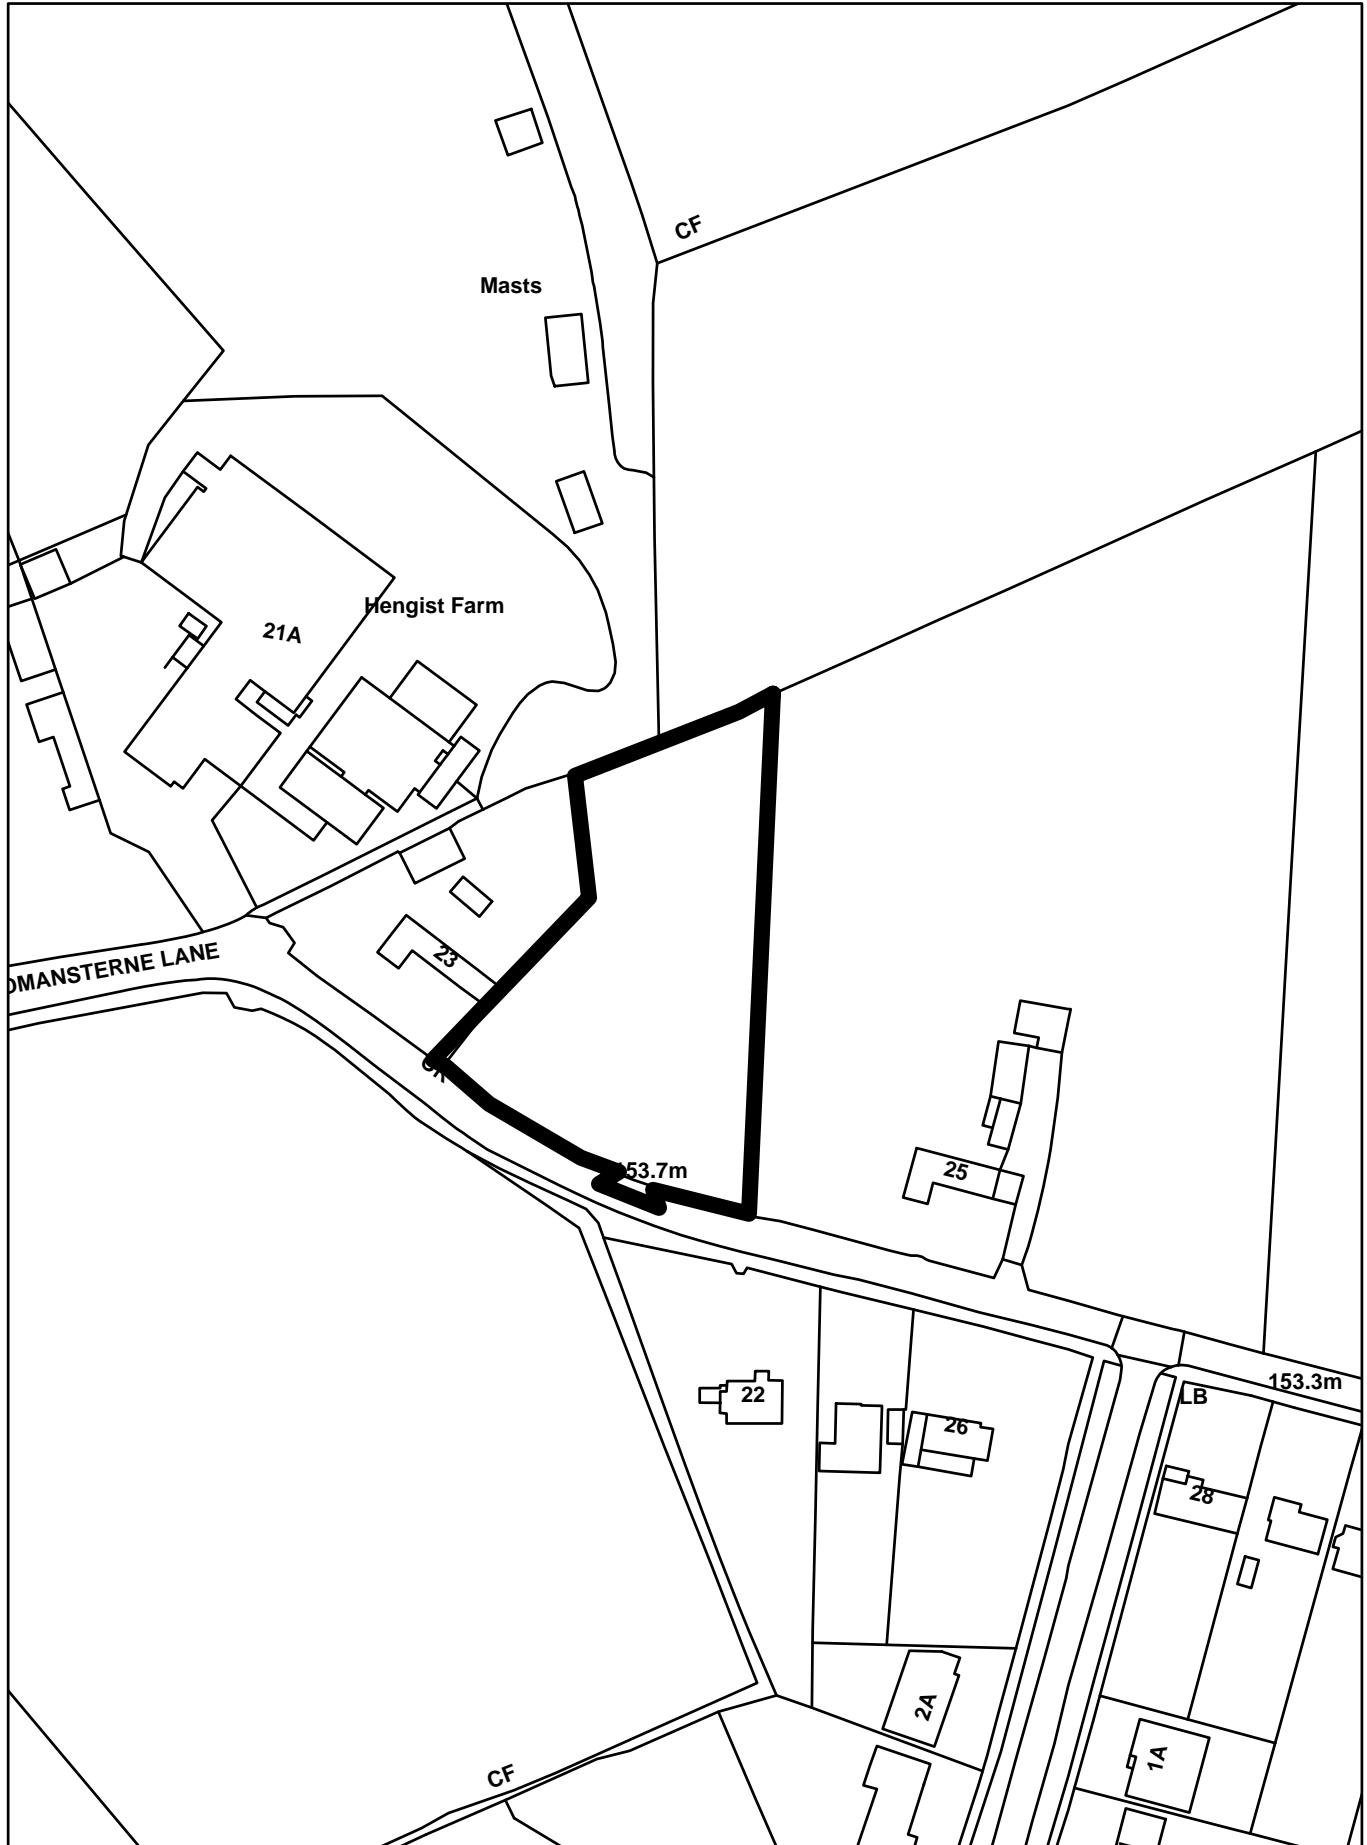 CF
Masts
Hengist Farm
21A
23
OMANSTERNE LANE
53.7m
25
153.3m
22
LB
26
28
2A
1A
CF